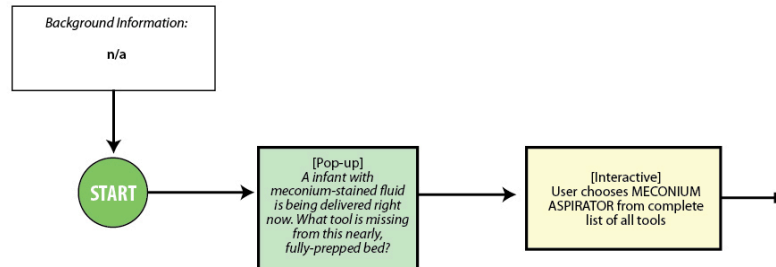 Background Information:
n/a
START
[Pop-up]
A infant with
meconium-stained fluid
is being delivered right
now. What tool is missing
from this nearly,
fully-prepped bed?
[Interactive]
User chooses MECONIUM
ASPIRATOR from complete
list of all tools